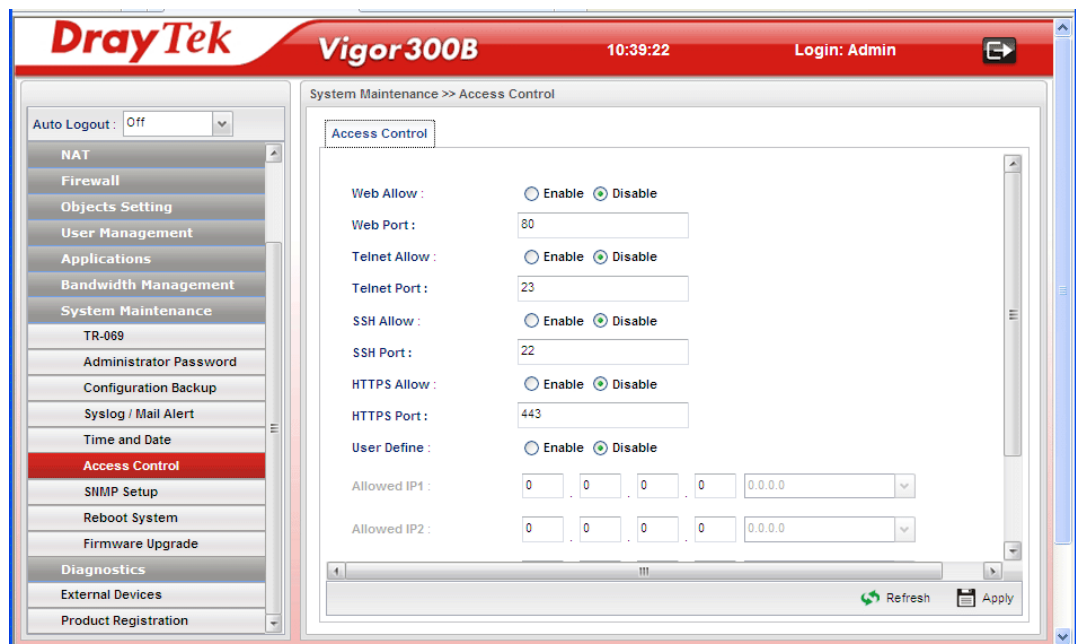 DrayTek
Vigor300B 10:39:22 Login: Admin
System Maintenance >> Access Control
Auto Logout : Off
NAT
Firewall
Objects Setting
User Management
Applications
Bandwidth Management
System Maintenance
TR-069
Administrator Password
Configuration Backup
Syslog / Mail Alert
Time and Date
Access Control
SNMP Setup
Reboot System
Firmware Upgrade
Diagnostics
External Devices
Product Registration
Access Control
Web Allow : Enable Disable
Web Port : 80
Telnet Allow : Enable Disable
Telnet Port : 23
SSH Allow : Enable Disable
SSH Port : 22
HTTPS Allow : Enable Disable
HTTPS Port : 443
User Define : Enable Disable
Allowed IP1 : 0 . 0 . 0 . 0 0.0.0.0
Allowed IP2 : 0 . 0 . 0 . 0 0.0.0.0
Refresh Apply